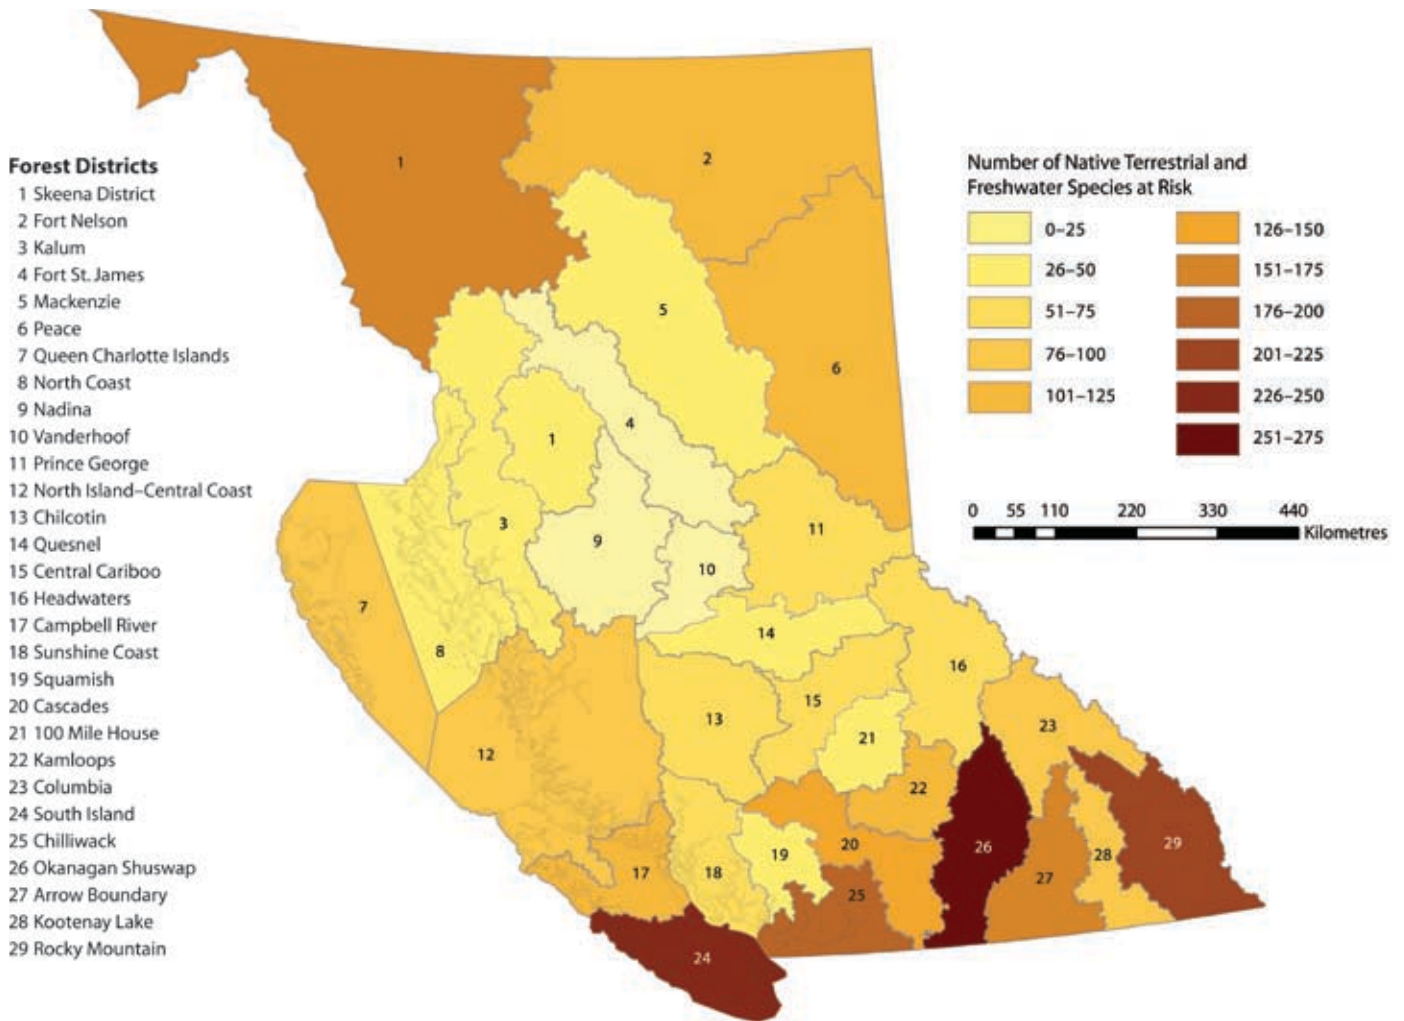 Forest Districts
1 Skeena District
2 Fort Nelson
3 Kalum
4 Fort St. James
5 Mackenzie
6 Peace
7 Queen Charlotte Islands
8 North Coast
9 Nadina
10 Vanderhoof
11 Prince George
12 North Island–Central Coast
13 Chilcotin
14 Quesnel
15 Central Cariboo
16 Headwaters
17 Campbell River
18 Sunshine Coast
19 Squamish
20 Cascades
21 100 Mile House
22 Kamloops
23 Columbia
24 South Island
25 Chilliwack
26 Okanagan Shuswap
27 Arrow Boundary
28 Kootenay Lake
29 Rocky Mountain
1
2
5
6
4
1
3
9
10
11
7
8
14
16
15
13
12
21
23
22
20
19
26
29
28
27
18
17
25
24
Number of Native Terrestrial and
Freshwater Species at Risk
0–25
26–50
51–75
76–100
101–125
126–150
151–175
176–200
201–225
226–250
251–275
0 55 110 220 330 440
Kilometres